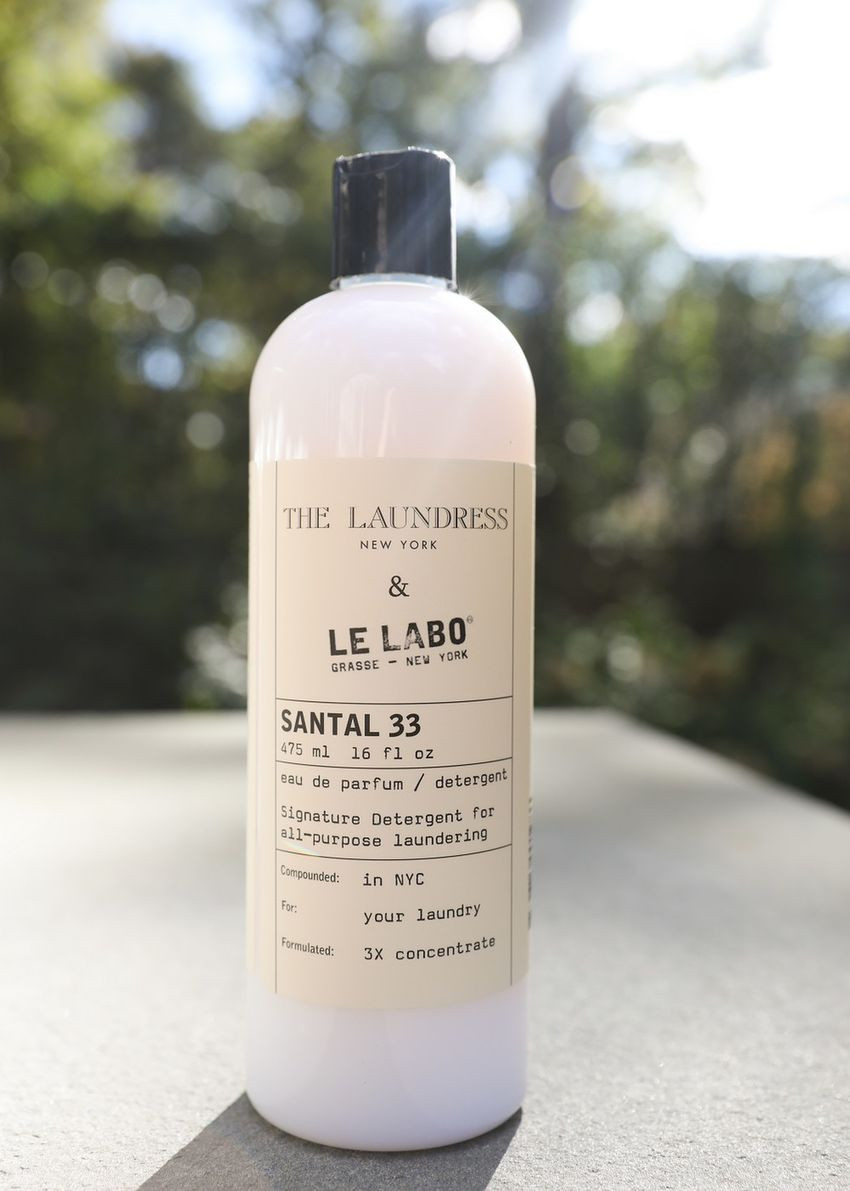 THE LAUNDRESS
NEW YORK
&
LE LABO®
GRASSE – NEW YORK
SANTAL 33
475 ml 16 fl oz
eau de parfum / detergent
Signature Detergent for
all-purpose laundering
Compounded: in NYC
For: your laundry
Formulated: 3X concentrate